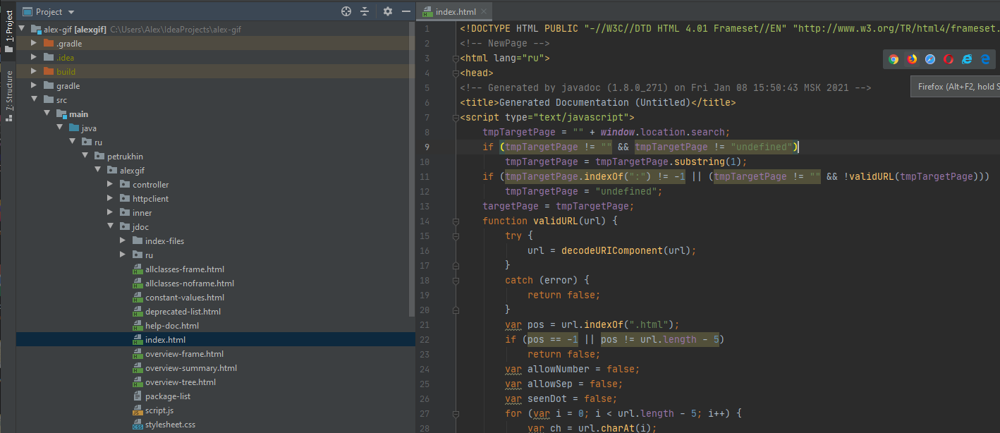 1: Project
7: Structure
Project
alex-gif [alexgif] C:\Users\Alex\IdeaProjects\alex-gif
.gradle
.idea
build
gradle
src
main
java
ru
petrukhin
alexgif
controller
httpclient
inner
jdoc
index-files
ru
allclasses-frame.html
allclasses-noframe.html
constant-values.html
deprecated-list.html
help-doc.html
index.html
overview-frame.html
overview-summary.html
overview-tree.html
package-list
script.js
stylesheet.css
index.html
1 <!DOCTYPE HTML PUBLIC "-//W3C//DTD HTML 4.01 Frameset//EN" "http://www.w3.org/TR/html4/frameset.
2 <!-- NewPage -->
3 <html lang="ru">
4 <head>
5 <!-- Generated by javadoc (1.8.0_271) on Fri Jan 08 15:50:43 MSK 2021 -->
Firefox (Alt+F2, hold S
6 <title>Generated Documentation (Untitled)</title>
7 <script type="text/javascript">
8 tmpTargetPage = "" + window.location.search;
9 if (tmpTargetPage != "" && tmpTargetPage != "undefined")
10 tmpTargetPage = tmpTargetPage.substring(1);
11 if (tmpTargetPage.indexOf(":") != -1 || (tmpTargetPage != "" && !validURL(tmpTargetPage)))
12 tmpTargetPage = "undefined";
13 targetPage = tmpTargetPage;
14 function validURL(url) {
15 try {
16 url = decodeURIComponent(url);
17 }
18 catch (error) {
19 return false;
20 }
21 var pos = url.indexOf(".html");
22 if (pos == -1 || pos != url.length - 5)
23 return false;
24 var allowNumber = false;
25 var allowSep = false;
26 var seenDot = false;
27 for (var i = 0; i < url.length - 5; i++) {
28 var ch = url.charAt(i);